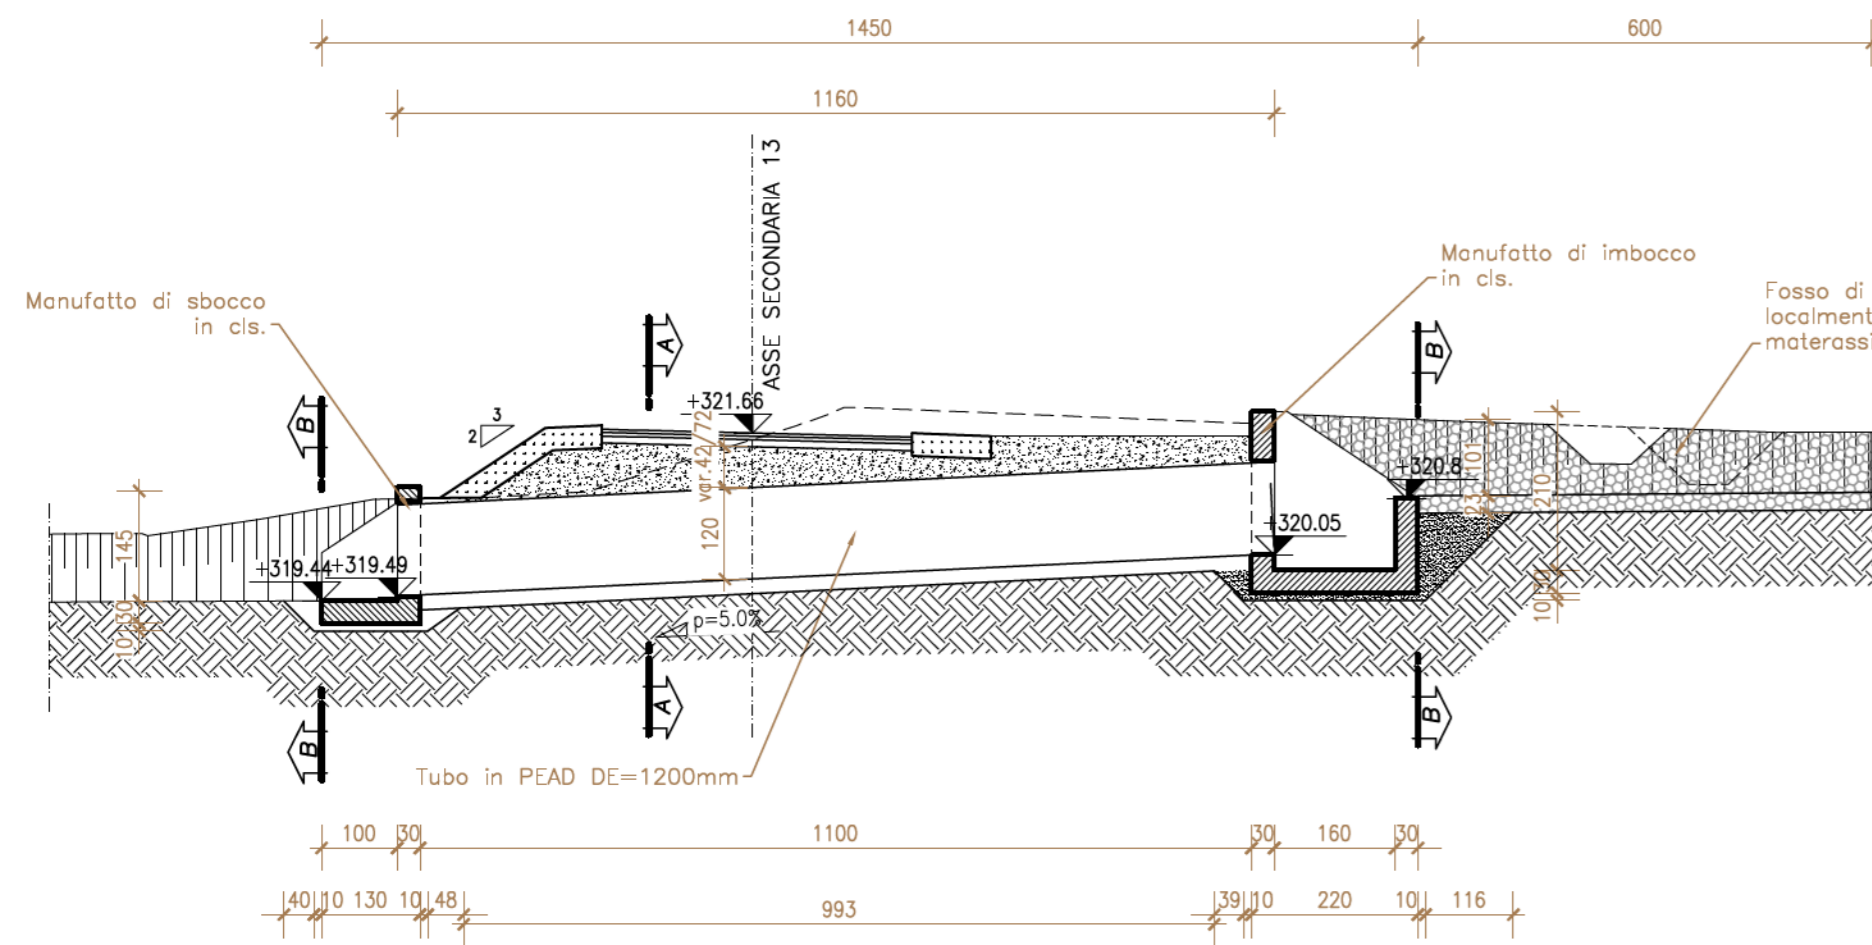 1450
600
1160
ASSE SECONDARIA 13
Manufatto di imbocco
in cls.
Manufatto di sbocco
in cls.
Fosso di
localment
materassi
A
B
B
3
2
+321.66
var.42/72
120
+320.8
101
23
210
+320.05
145
+319.44
+319.49
30
10
30
10
p=5.0%
A
B
B
Tubo in PEAD DE=1200mm
100
30
1100
30
160
30
40
10
130
10
48
993
39
10
220
10
116